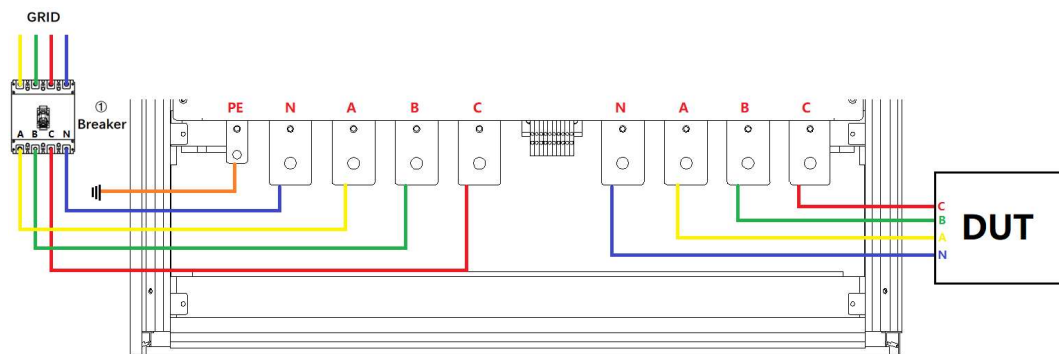 GRID
①
Breaker
A B C N
PE N A B C
N A B C
C
B
A
N
DUT